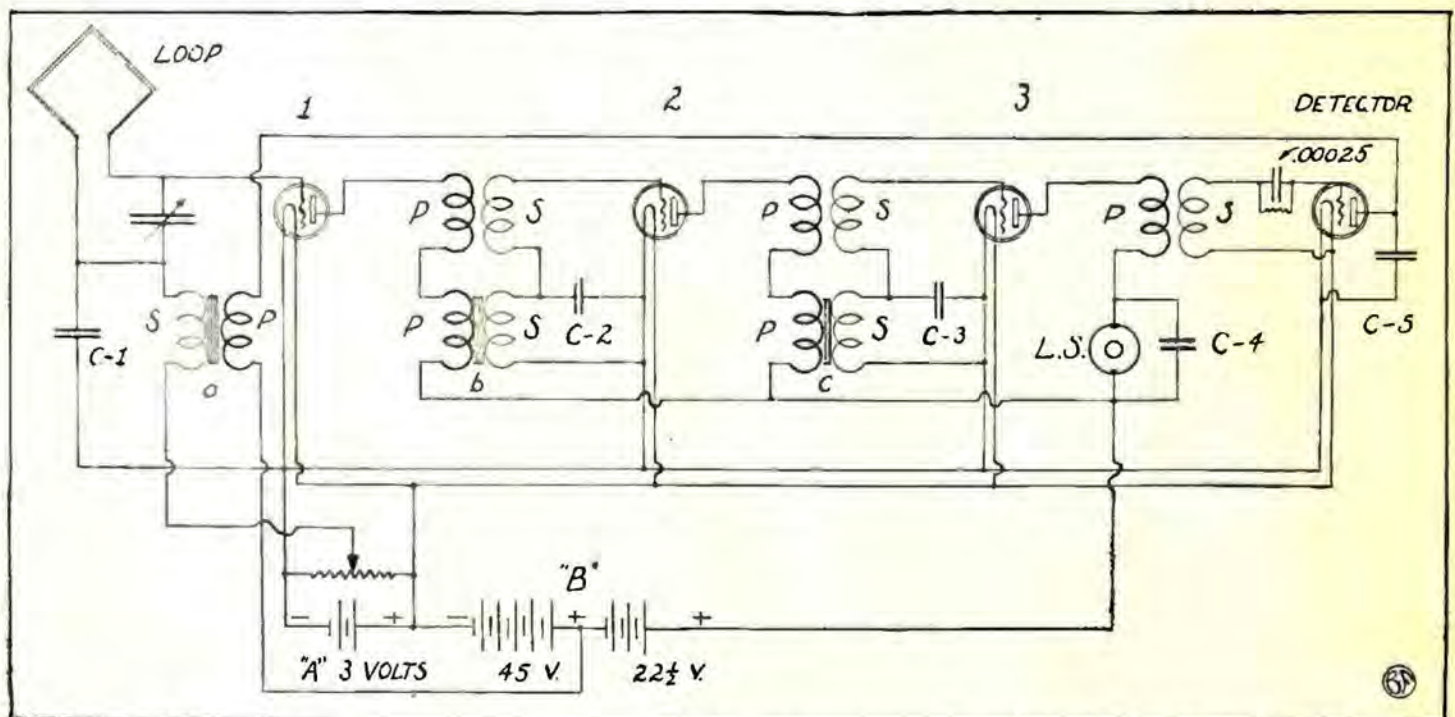 LOOP
1
2
3
DETECTOR
.00025
P
S
P
S
P
S
S
P
P
S
P
S
C-1
C-2
C-3
C-4
C-5
L.S.
a
b
c
"B"
- + - + +
"A" 3 VOLTS
45 V.
22½ V.